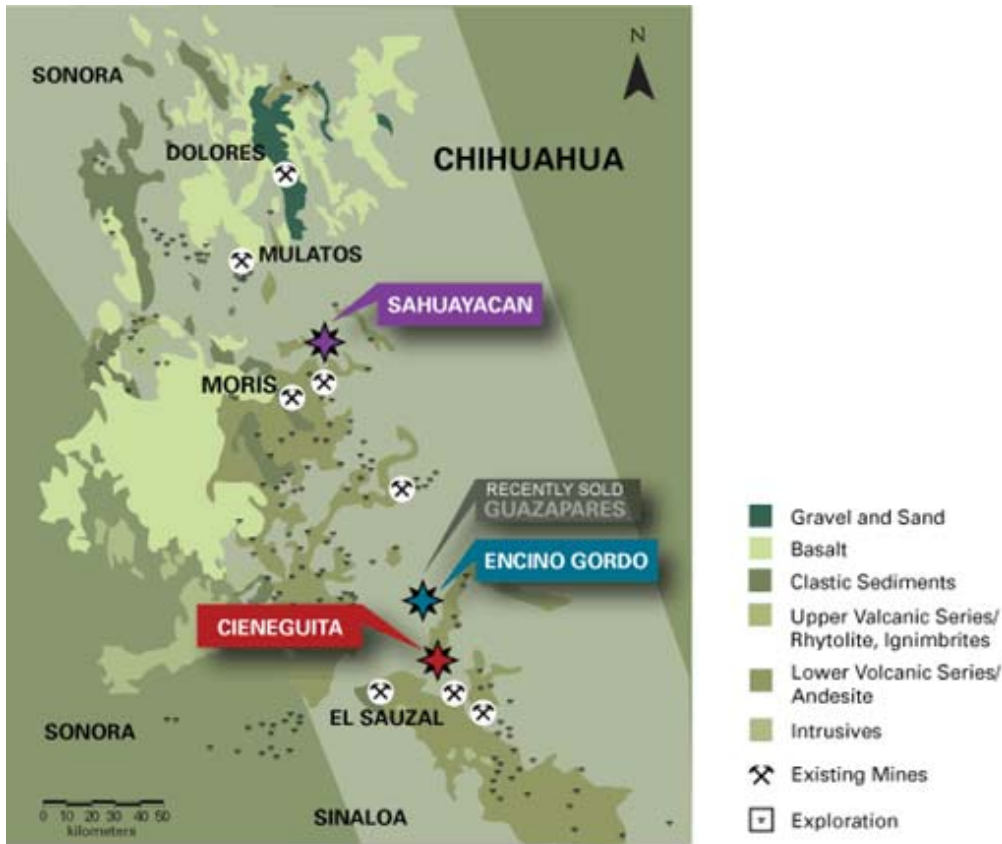 SONORA
N
DOLORES
CHIHUAHUA
MULATOS
SAHUAYACAN
MORIS
RECENTLY SOLD
GUAZAPARES
ENCINO GORDO
CIENEGUITA
EL SAUZAL
SONORA
SINALOA
0 10 20 30 40 50
kilometers
Gravel and Sand
Basalt
Clastic Sediments
Upper Valcanic Series/
Rhytolite, Ignimbrites
Lower Volcanic Series/
Andesite
Intrusives
Existing Mines
Exploration